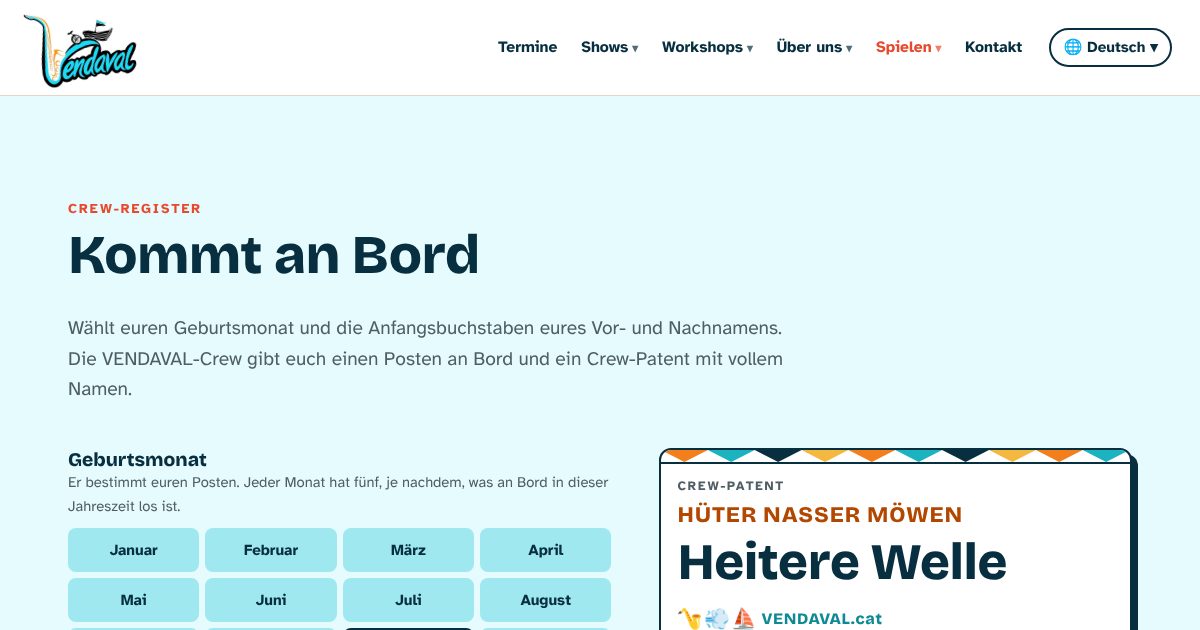 Vendaval
Termine
Shows ▾
Workshops ▾
Über uns ▾
Spielen ▾
Kontakt
🌐 Deutsch ▾
CREW-REGISTER
Kommt an Bord
Wählt euren Geburtsmonat und die Anfangsbuchstaben eures Vor- und Nachnamens.
Die VENDAVAL-Crew gibt euch einen Posten an Bord und ein Crew-Patent mit vollem
Namen.
Geburtsmonat
Er bestimmt euren Posten. Jeder Monat hat fünf, je nachdem, was an Bord in dieser
Jahreszeit los ist.
Januar
Februar
März
April
Mai
Juni
Juli
August
CREW-PATENT
HÜTER NASSER MÖWEN
Heitere Welle
🎷💨⛵ VENDAVAL.cat